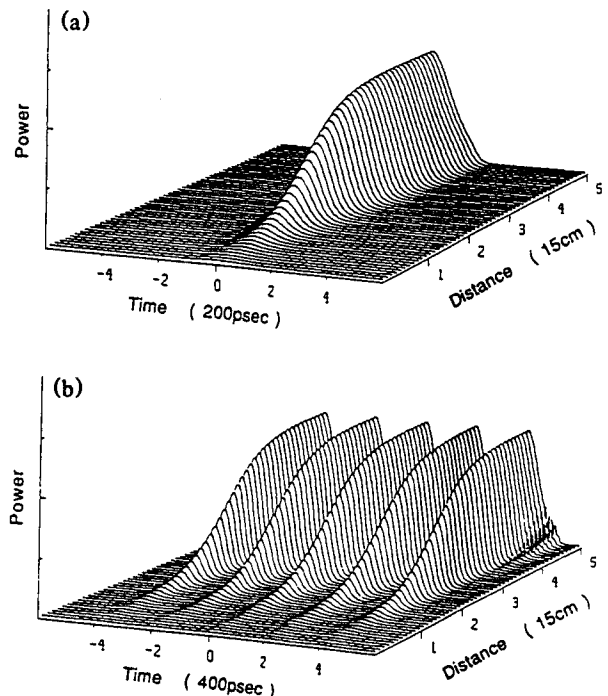 (a)
Power
-4 -2 0 2 4
Time ( 200psec )
1 2 3 4 5
Distance ( 15cm )
(b)
Power
-4 -2 0 2 4
Time ( 400psec )
1 2 3 4 5
Distance ( 15cm )